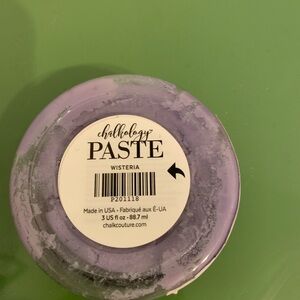 chalkology
PASTE
WISTERIA
P201118
Made in USA - Fabriqué aux É-UA
3 US fl oz - 88.7 ml
chalkcouture.com